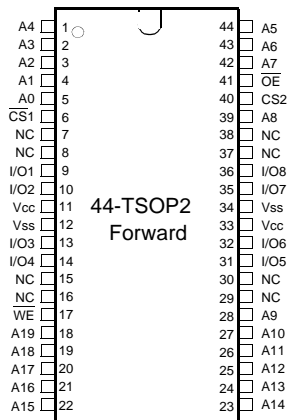 A4 1 44 A5
A3 2 43 A6
A2 3 42 A7
A1 4 41 OE
A0 5 40 CS2
CS1 6 39 A8
NC 7 38 NC
NC 8 37 NC
I/O1 9 36 I/O8
I/O2 10 35 I/O7
Vcc 11 34 Vss
Vss 12 33 Vcc
44-TSOP2
Forward
I/O3 13 32 I/O6
I/O4 14 31 I/O5
NC 15 30 NC
NC 16 29 NC
WE 17 28 A9
A19 18 27 A10
A18 19 26 A11
A17 20 25 A12
A16 21 24 A13
A15 22 23 A14